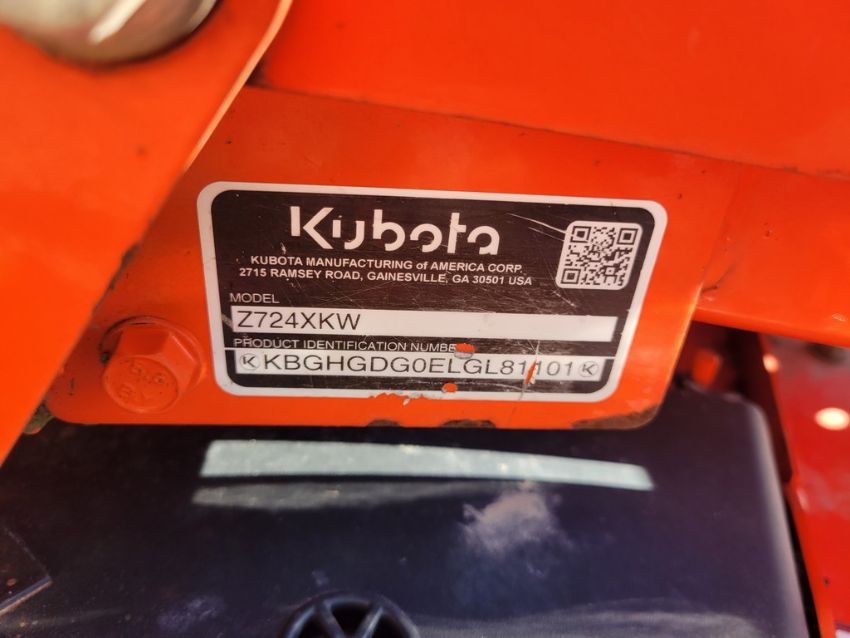 Kubota
KUBOTA MANUFACTURING of AMERICA CORP.
2715 RAMSEY ROAD, GAINESVILLE, GA 30501 USA
MODEL
Z724XKW
PRODUCT IDENTIFICATION NUMBER
K KBGHGDG0ELGL81101 K